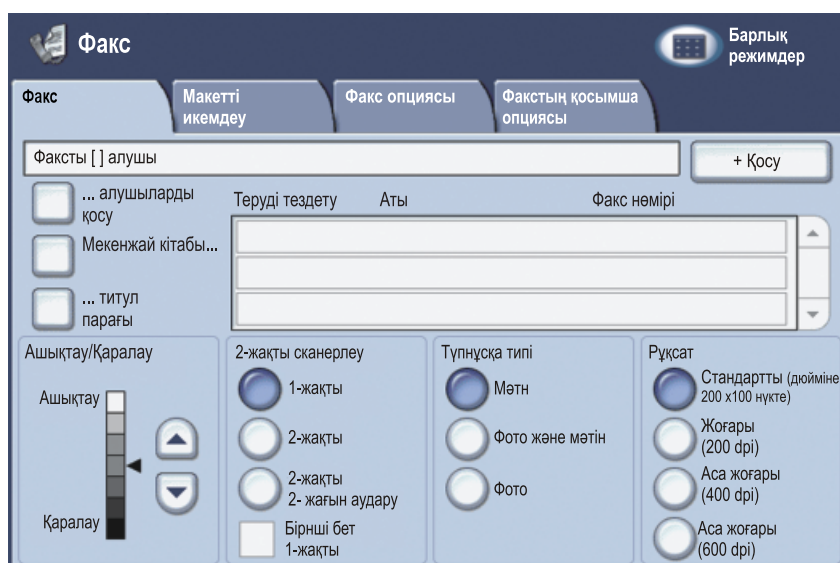 Факс
Барлық
режимдер
Факс
Макетті
икемдеу
Факс опциясы
Факстың қосымша
опциясы
Факсты [ ] алушы
+ Қосу
... алушыларды
қосу
Мекенжай кітабы...
... титул
парағы
Теруді тездету Аты Факс нөмірі
Ашықтау/Қаралау
Ашықтау
Қаралау
2-жақты сканерлеу
1-жақты
2-жақты
2-жақты
2- жағын аудару
Бірнші бет
1-жақты
Түпнұсқа типі
Мәтн
Фото және мәтін
Фото
Рұқсат
Стандартты (дюйміне
200 x100 нүкте)
Жоғары
(200 dpi)
Аса жоғары
(400 dpi)
Аса жоғары
(600 dpi)